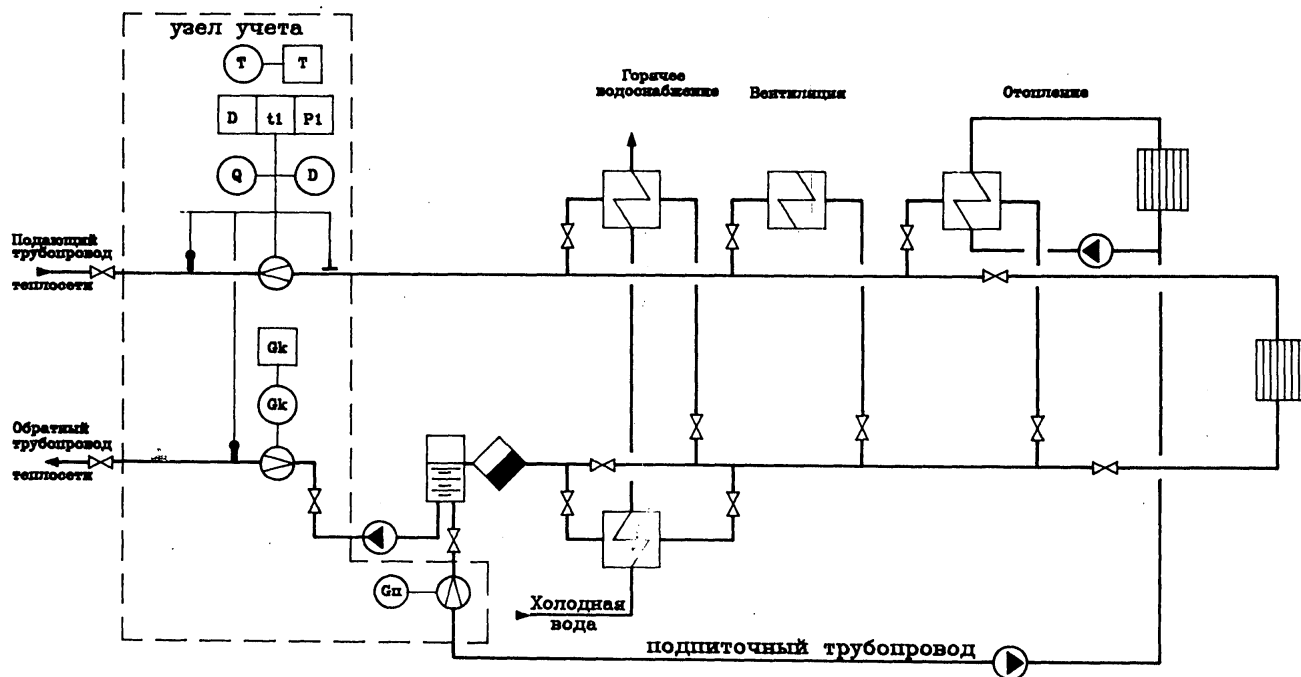 узел учета
T T
D t1 P1
Q D
Горячее
водоснабжение
Вентиляция
Отопление
Подающий
трубопровод
теплосети
Gk
Gk
Обратный
трубопровод
теплосети
Gп
Холодная
вода
подпиточный трубопровод